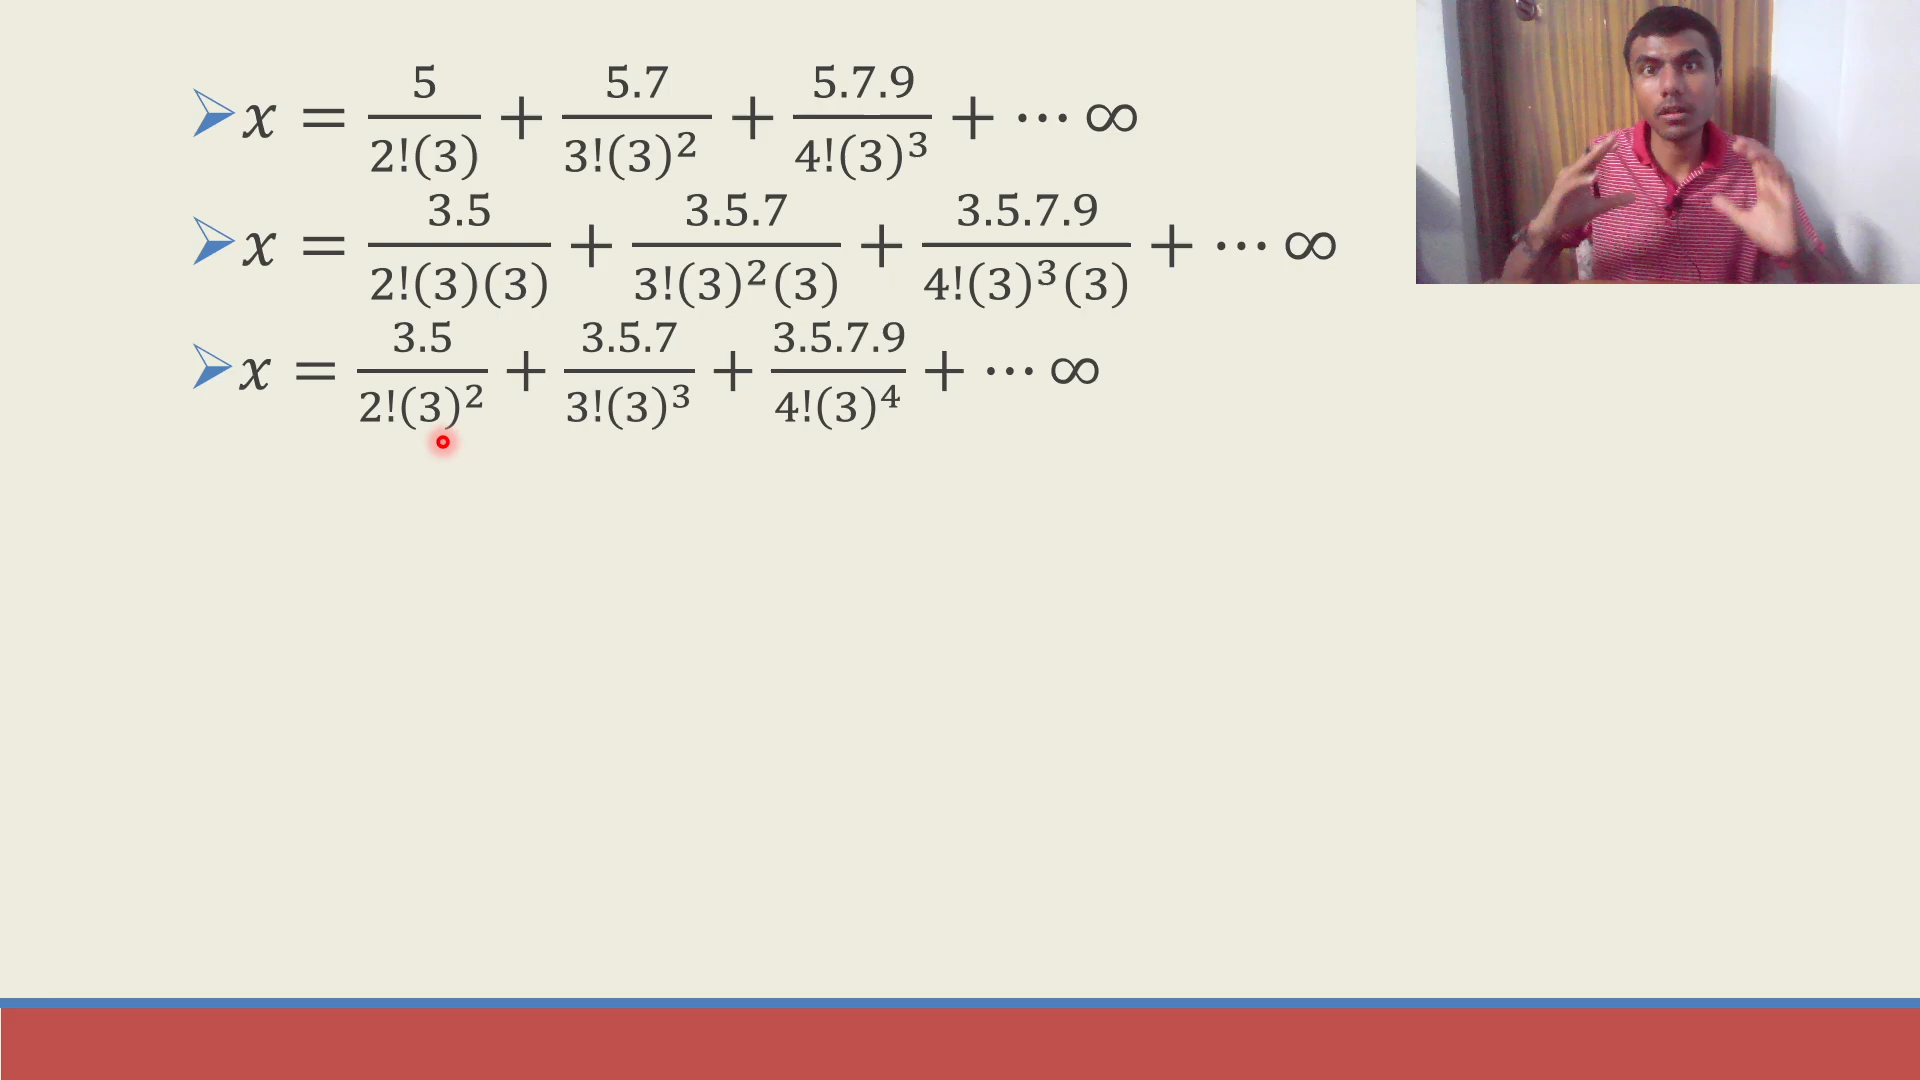 x = 5/2!(3) + 5.7/3!(3)² + 5.7.9/4!(3)³ + ⋯ ∞
x = 3.5/2!(3)(3) + 3.5.7/3!(3)²(3) + 3.5.7.9/4!(3)³(3) + ⋯ ∞
x = 3.5/2!(3)² + 3.5.7/3!(3)³ + 3.5.7.9/4!(3)⁴ + ⋯ ∞